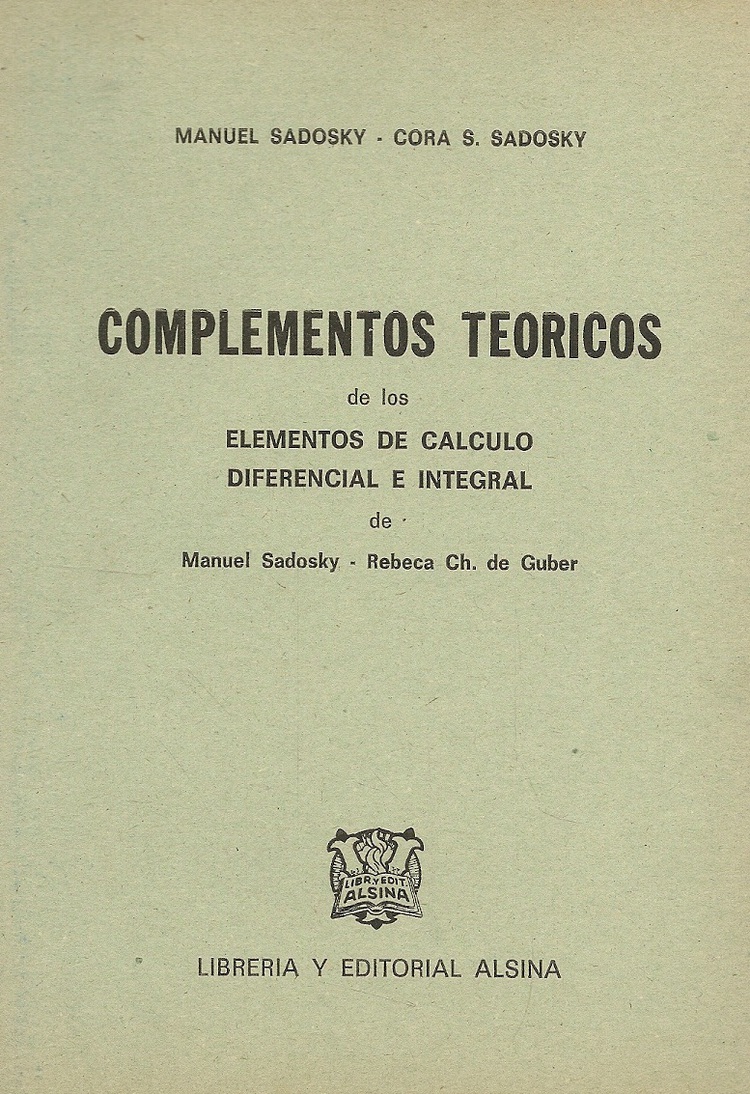 MANUEL SADOSKY - CORA S. SADOSKY
COMPLEMENTOS TEORICOS
de los
ELEMENTOS DE CALCULO
DIFERENCIAL E INTEGRAL
de
Manuel Sadosky - Rebeca Ch. de Guber
LIBR.Y EDIT.
ALSINA
LIBRERIA Y EDITORIAL ALSINA